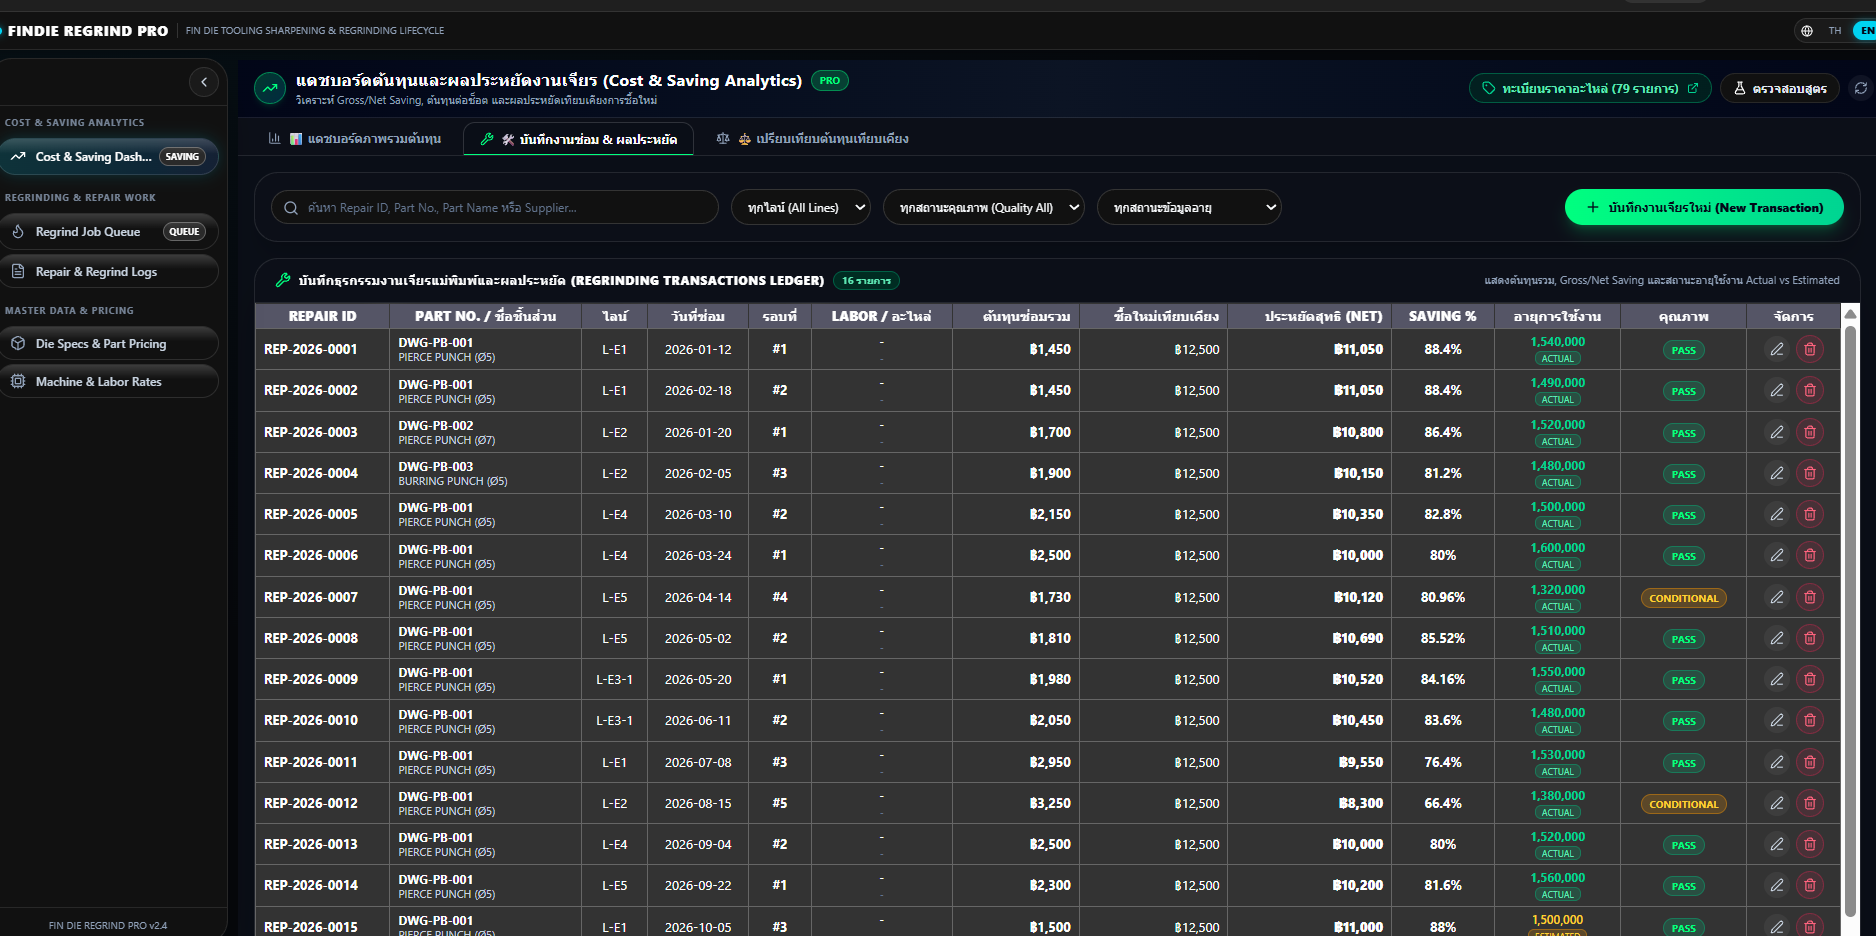 FINDIE REGRIND PRO FIN DIE TOOLING SHARPENING & REGRINDING LIFECYCLE TH EN
COST & SAVING ANALYTICS
Cost & Saving Dash... SAVING
REGRINDING & REPAIR WORK
Regrind Job Queue QUEUE
Repair & Regrind Logs
MASTER DATA & PRICING
Die Specs & Part Pricing
Machine & Labor Rates
FIN DIE REGRIND PRO v2.4
แดชบอร์ดต้นทุนและผลประหยัดงานเจียร (Cost & Saving Analytics) PRO
วิเคราะห์ Gross/Net Saving, ต้นทุนต่อช็อต และผลประหยัดเทียบเคียงการซื้อใหม่
ทะเบียนราคาอะไหล่ (79 รายการ) ตรวจสอบสูตร
แดชบอร์ดภาพรวมต้นทุน บันทึกงานซ่อม & ผลประหยัด เปรียบเทียบต้นทุนเทียบเคียง
ค้นหา Repair ID, Part No., Part Name หรือ Supplier... ทุกไลน์ (All Lines) ทุกสถานะคุณภาพ (Quality All) ทุกสถานะข้อมูลอายุ + บันทึกงานเจียรใหม่ (New Transaction)
บันทึกธุรกรรมงานเจียรแม่พิมพ์และผลประหยัด (REGRINDING TRANSACTIONS LEDGER) 16 รายการ แสดงต้นทุนรวม, Gross/Net Saving และสถานะอายุใช้งาน Actual vs Estimated
REPAIR ID PART NO. / ชื่อชิ้นส่วน ไลน์ วันที่ซ่อม รอบที่ LABOR / อะไหล่ ต้นทุนซ่อมรวม ซื้อใหม่เทียบเคียง ประหยัดสุทธิ (NET) SAVING % อายุการใช้งาน คุณภาพ จัดการ
REP-2026-0001 DWG-PB-001 L-E1 2026-01-12 #1 - ฿1,450 ฿12,500 ฿11,050 88.4% 1,540,000 PASS
PIERCE PUNCH (Ø5) - ACTUAL
REP-2026-0002 DWG-PB-001 L-E1 2026-02-18 #2 - ฿1,450 ฿12,500 ฿11,050 88.4% 1,490,000 PASS
PIERCE PUNCH (Ø5) - ACTUAL
REP-2026-0003 DWG-PB-002 L-E2 2026-01-20 #1 - ฿1,700 ฿12,500 ฿10,800 86.4% 1,520,000 PASS
PIERCE PUNCH (Ø7) - ACTUAL
REP-2026-0004 DWG-PB-003 L-E2 2026-02-05 #3 - ฿1,900 ฿12,500 ฿10,150 81.2% 1,480,000 PASS
BURRING PUNCH (Ø5) - ACTUAL
REP-2026-0005 DWG-PB-001 L-E4 2026-03-10 #2 - ฿2,150 ฿12,500 ฿10,350 82.8% 1,500,000 PASS
PIERCE PUNCH (Ø5) - ACTUAL
REP-2026-0006 DWG-PB-001 L-E4 2026-03-24 #1 - ฿2,500 ฿12,500 ฿10,000 80% 1,600,000 PASS
PIERCE PUNCH (Ø5) - ACTUAL
REP-2026-0007 DWG-PB-001 L-E5 2026-04-14 #4 - ฿1,730 ฿12,500 ฿10,120 80.96% 1,320,000 CONDITIONAL
PIERCE PUNCH (Ø5) - ACTUAL
REP-2026-0008 DWG-PB-001 L-E5 2026-05-02 #2 - ฿1,810 ฿12,500 ฿10,690 85.52% 1,510,000 PASS
PIERCE PUNCH (Ø5) - ACTUAL
REP-2026-0009 DWG-PB-001 L-E3-1 2026-05-20 #1 - ฿1,980 ฿12,500 ฿10,520 84.16% 1,550,000 PASS
PIERCE PUNCH (Ø5) - ACTUAL
REP-2026-0010 DWG-PB-001 L-E3-1 2026-06-11 #2 - ฿2,050 ฿12,500 ฿10,450 83.6% 1,480,000 PASS
PIERCE PUNCH (Ø5) - ACTUAL
REP-2026-0011 DWG-PB-001 L-E1 2026-07-08 #3 - ฿2,950 ฿12,500 ฿9,550 76.4% 1,530,000 PASS
PIERCE PUNCH (Ø5) - ACTUAL
REP-2026-0012 DWG-PB-001 L-E2 2026-08-15 #5 - ฿3,250 ฿12,500 ฿8,300 66.4% 1,380,000 CONDITIONAL
PIERCE PUNCH (Ø5) - ACTUAL
REP-2026-0013 DWG-PB-001 L-E4 2026-09-04 #2 - ฿2,500 ฿12,500 ฿10,000 80% 1,520,000 PASS
PIERCE PUNCH (Ø5) - ACTUAL
REP-2026-0014 DWG-PB-001 L-E5 2026-09-22 #1 - ฿2,300 ฿12,500 ฿10,200 81.6% 1,560,000 PASS
PIERCE PUNCH (Ø5) - ACTUAL
REP-2026-0015 DWG-PB-001 L-E1 2026-10-05 #3 - ฿1,500 ฿12,500 ฿11,000 88% 1,500,000 PASS
PIERCE PUNCH (Ø5) ESTIMATED